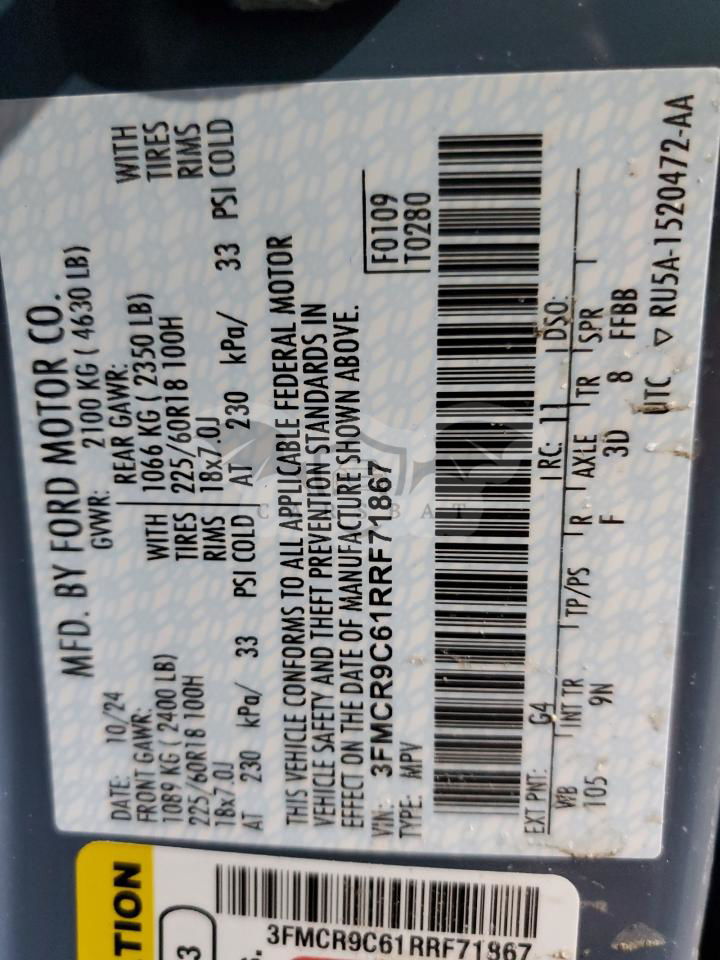 MFD. BY FORD MOTOR CO.
DATE: 10/24 GVWR: 2100 KG ( 4630 LB)
FRONT GAWR: REAR GAWR:
1089 KG ( 2400 LB) WITH 1066 KG ( 2350 LB) WITH
225/60R18 100H TIRES 225/60R18 100H TIRES
18x7.0J RIMS 18x7.0J RIMS
AT 230 kPa/ 33 PSI COLD AT 230 kPa/ 33 PSI COLD
THIS VEHICLE CONFORMS TO ALL APPLICABLE FEDERAL MOTOR
VEHICLE SAFETY AND THEFT PREVENTION STANDARDS IN
EFFECT ON THE DATE OF MANUFACTURE SHOWN ABOVE.
VIN: 3FMCR9C61RRF71867 F0109
TYPE: MPV T0280
EXT PNT: G4 RC: 11 DSO:
WB INT TR TP/PS R AXLE TR SPR
105 9N F 3D 8 FFBB
UTC ▽ RU5A-1520472-AA
CARSBAT
TION
3
3FMCR9C61RRF71867